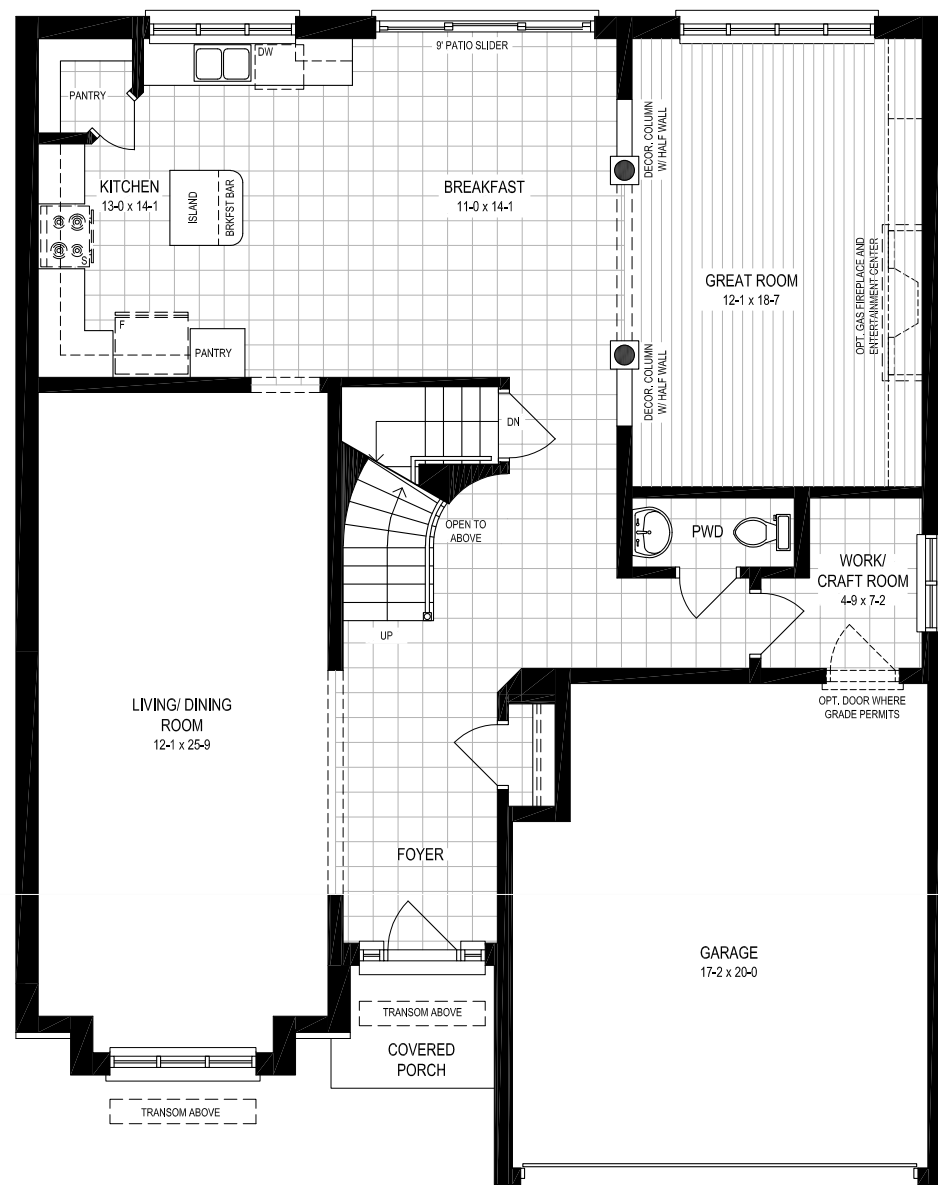 DW
9' PATIO SLIDER
PANTRY
DECOR. COLUMN
W/ HALF WALL
KITCHEN
13-0 x 14-1
ISLAND
BRKFST BAR
BREAKFAST
11-0 x 14-1
S
GREAT ROOM
12-1 x 18-7
OPT. GAS FIREPLACE AND
ENTERTAINMENT CENTER
F
PANTRY
DECOR. COLUMN
W/ HALF WALL
DN
OPEN TO
ABOVE
PWD
WORK/
CRAFT ROOM
4-9 x 7-2
UP
LIVING/ DINING
ROOM
12-1 x 25-9
OPT. DOOR WHERE
GRADE PERMITS
FOYER
GARAGE
17-2 x 20-0
TRANSOM ABOVE
COVERED
PORCH
TRANSOM ABOVE